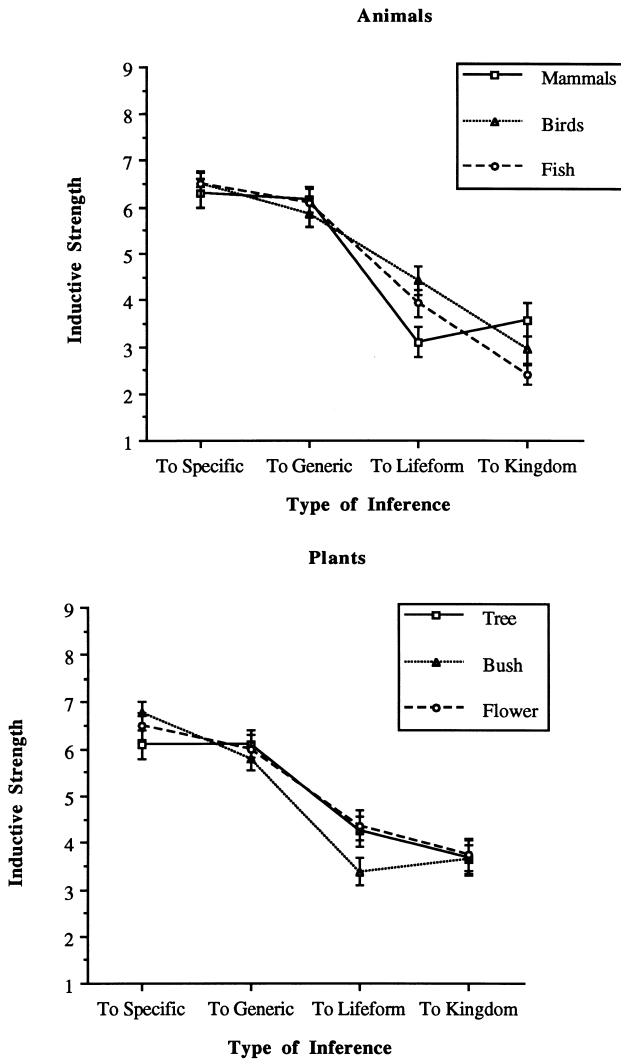 Animals
9
8
7
6
5
4
3
2
1
Inductive Strength
Mammals
Birds
Fish
To Specific To Generic To Lifeform To Kingdom
Type of Inference
Plants
9
8
7
6
5
4
3
2
1
Inductive Strength
Tree
Bush
Flower
To Specific To Generic To Lifeform To Kingdom
Type of Inference